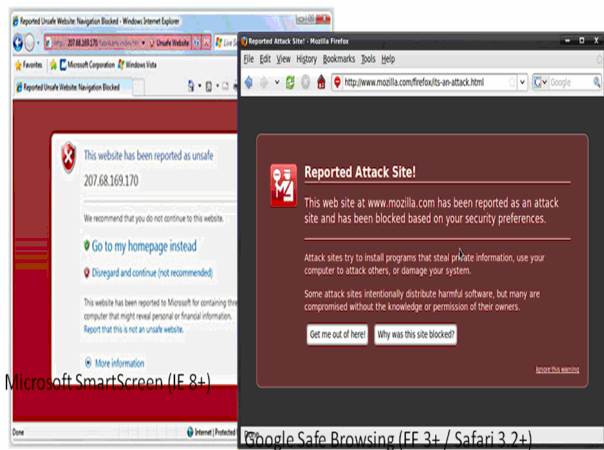 Reported Unsafe Website: Navigation Blocked - Windows Internet Explorer
http://207.68.169.170
Unsafe Website
Live
Favorites
Microsoft Corporation
Windows Vista
Reported Unsafe Website: Navigation Blocked
This website has been reported as unsafe
207.68.169.170
We recommend that you do not continue to this website.
Go to my homepage instead
Disregard and continue (not recommended)
This website has been reported to Microsoft for containing thre
computer that might reveal personal or financial information.
Report that this is not an unsafe website.
More information
Microsoft SmartScreen (IE 8+)
Done
Internet | Protected
Reported Attack Site! - Mozilla Firefox
File Edit View History Bookmarks Tools Help
http://www.mozilla.com/firefox/its-an-attack.html
Google
Reported Attack Site!
This web site at www.mozilla.com has been reported as an attack
site and has been blocked based on your security preferences.
Attack sites try to install programs that steal private information, use your
computer to attack others, or damage your system.
Some attack sites intentionally distribute harmful software, but many are
compromised without the knowledge or permission of their owners.
Get me out of here!
Why was this site blocked?
Ignore this warning
Google Safe Browsing (FF 3+ / Safari 3.2+)